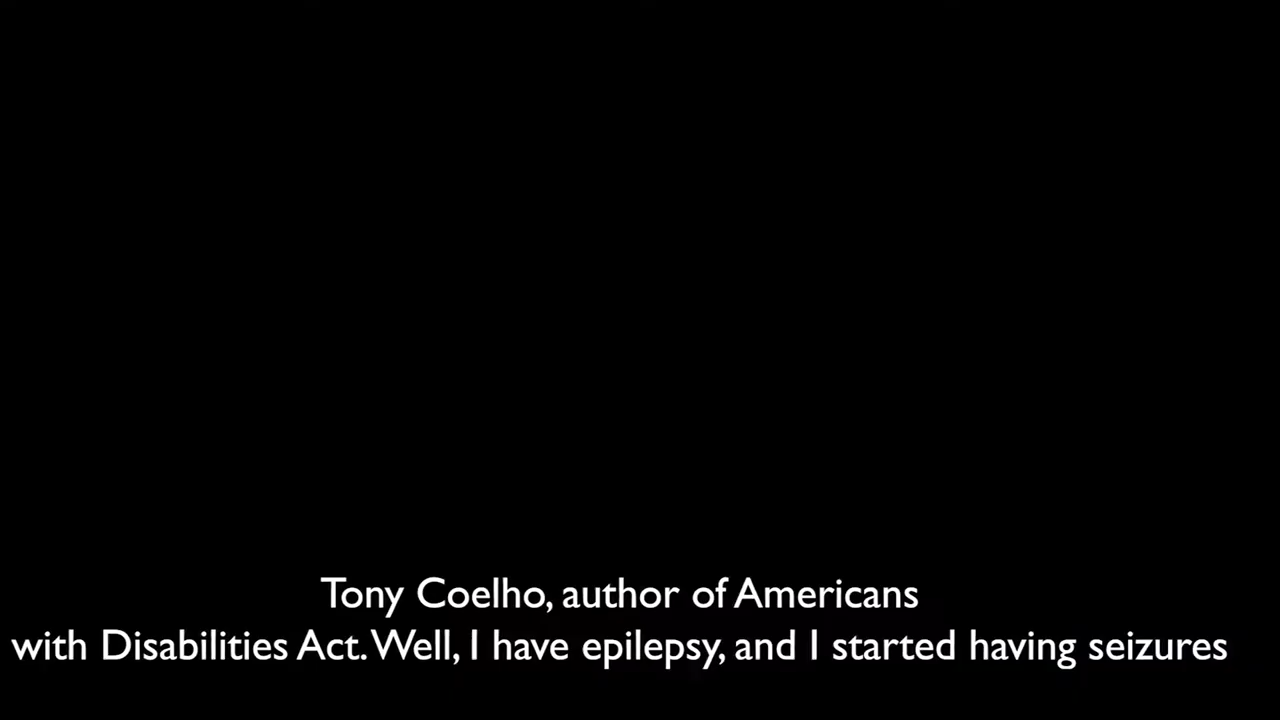 Tony Coelho, author of Americans
with Disabilities Act. Well, I have epilepsy, and I started having seizures